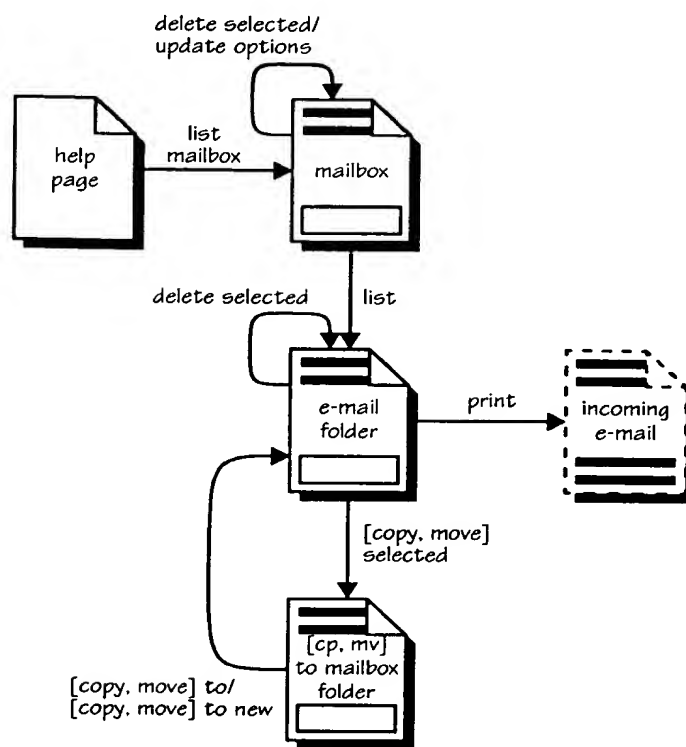 delete selected/
update options
help
page
list
mailbox
mailbox
delete selected
list
e-mail
folder
print
incoming
e-mail
[copy, move]
selected
[cp, mv]
to mailbox
folder
[copy, move] to/
[copy, move] to new